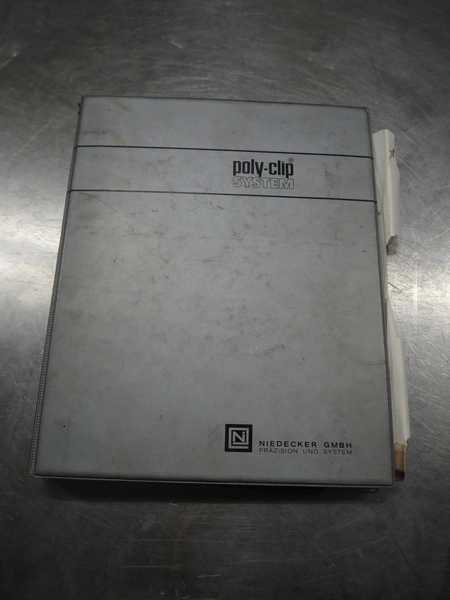 poly-clip®
SYSTEM
NIEDECKER GMBH
PRÄZISION UND SYSTEM